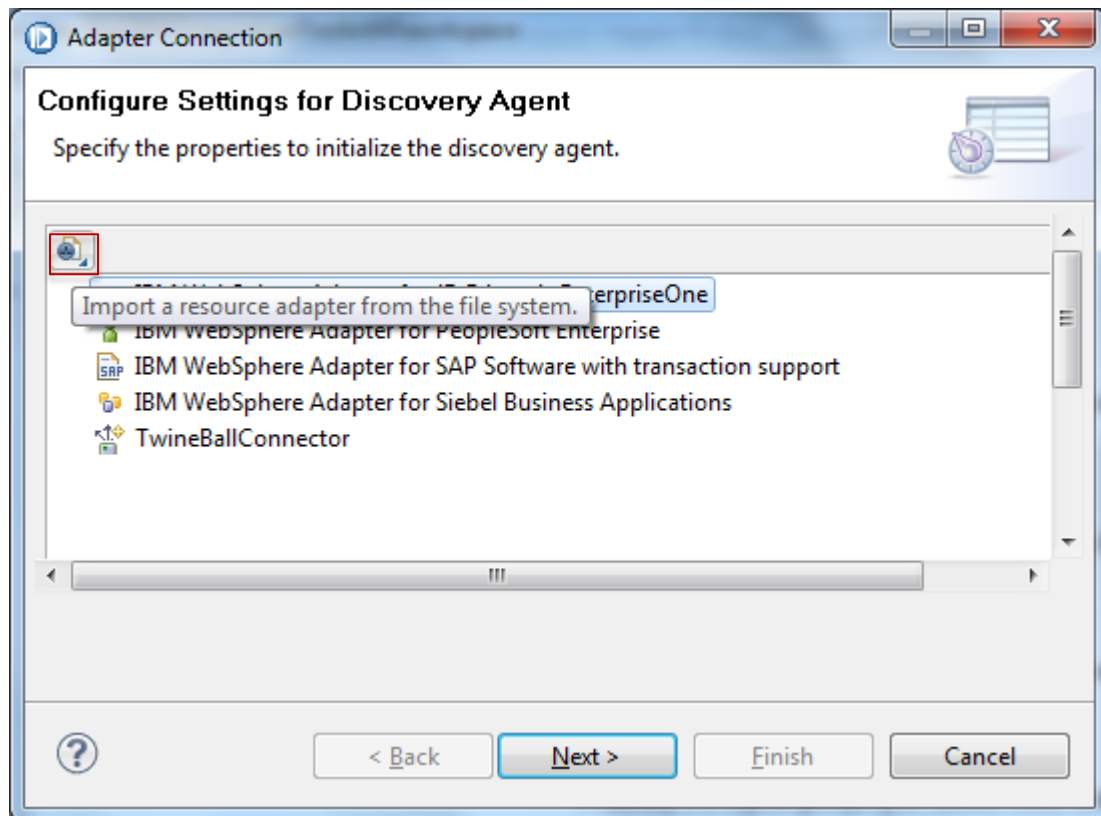 Adapter Connection
Configure Settings for Discovery Agent
Specify the properties to initialize the discovery agent.
EnterpriseOne
Import a resource adapter from the file system.
IBM WebSphere Adapter for PeopleSoft Enterprise
SAP IBM WebSphere Adapter for SAP Software with transaction support
IBM WebSphere Adapter for Siebel Business Applications
TwineBallConnector
< Back Next > Finish Cancel